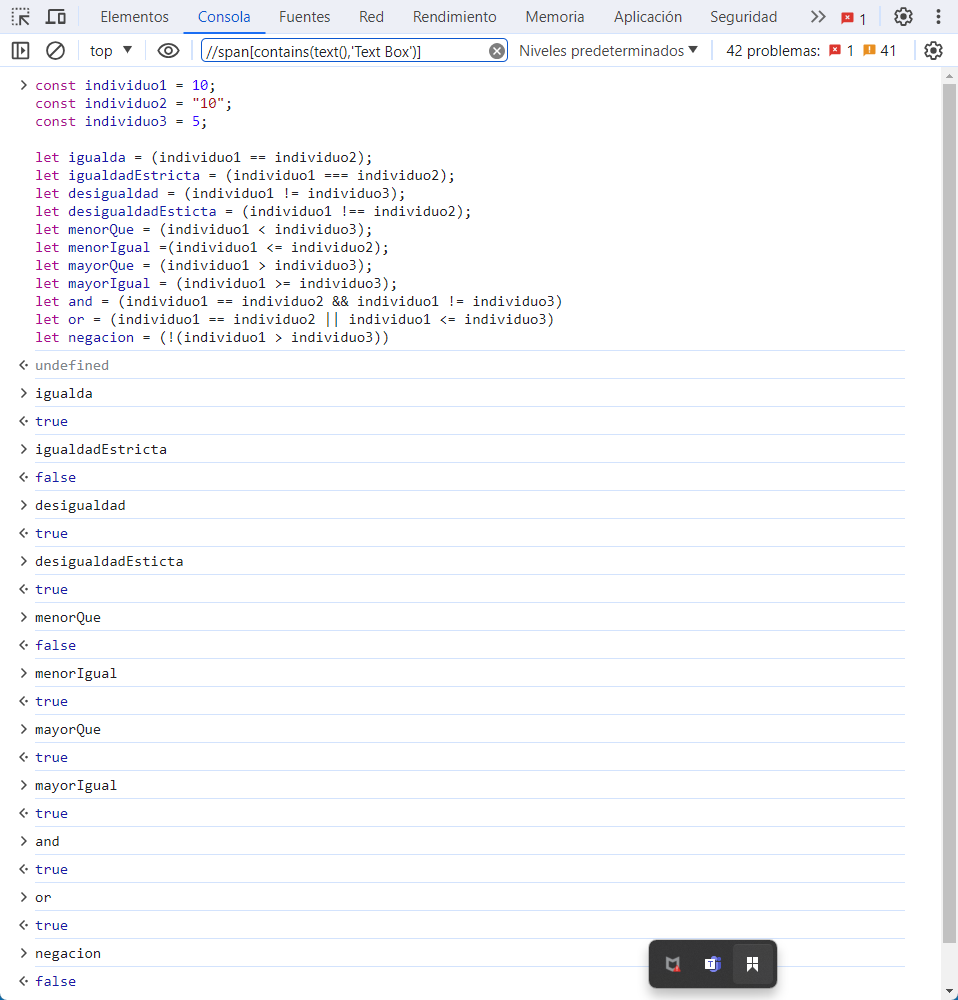 Elementos Consola Fuentes Red Rendimiento Memoria Aplicación Seguridad 1
top //span[contains(text(),'Text Box')] Niveles predeterminados 42 problemas: 1 41
const individuo1 = 10;
const individuo2 = "10";
const individuo3 = 5;
let igualda = (individuo1 == individuo2);
let igualdadEstricta = (individuo1 === individuo2);
let desigualdad = (individuo1 != individuo3);
let desigualdadEsticta = (individuo1 !== individuo2);
let menorQue = (individuo1 < individuo3);
let menorIgual =(individuo1 <= individuo2);
let mayorQue = (individuo1 > individuo3);
let mayorIgual = (individuo1 >= individuo3);
let and = (individuo1 == individuo2 && individuo1 != individuo3)
let or = (individuo1 == individuo2 || individuo1 <= individuo3)
let negacion = (!(individuo1 > individuo3))
undefined
igualda
true
igualdadEstricta
false
desigualdad
true
desigualdadEsticta
true
menorQue
false
menorIgual
true
mayorQue
true
mayorIgual
true
and
true
or
true
negacion
false